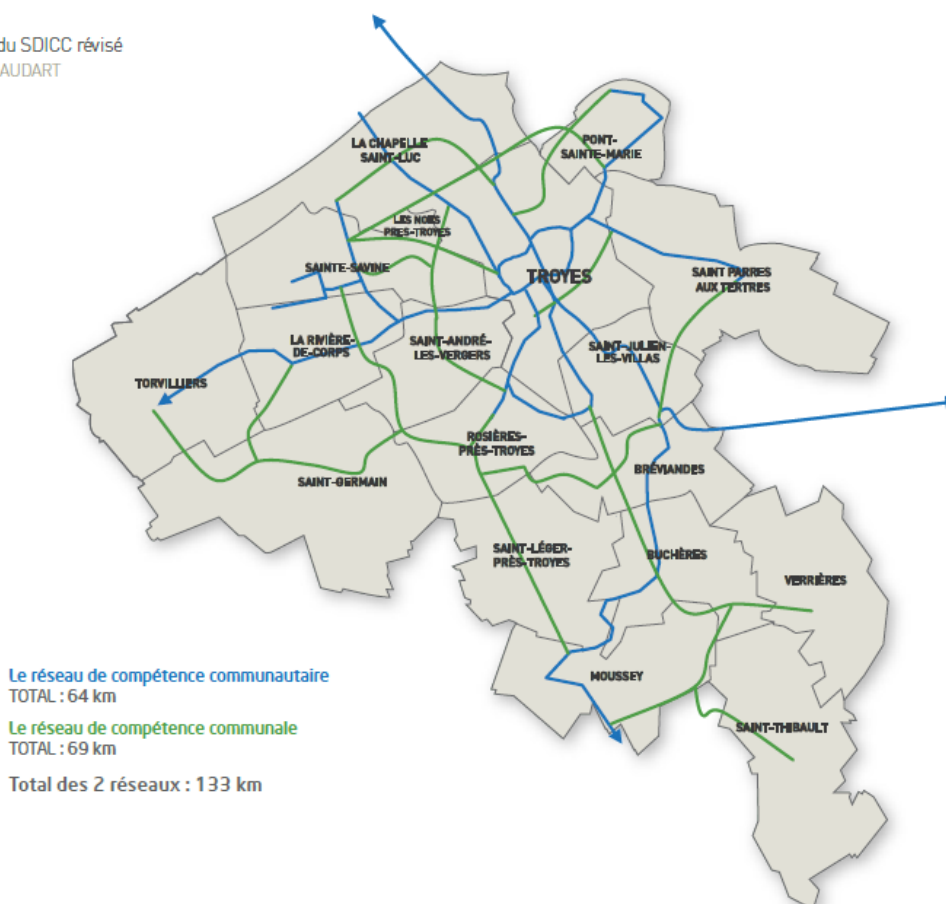 du SDICC révisé
AUDART
LA CHAPELLE
SAINT-LUC
PONT-
SAINTE-MARIE
LES NOES
PRÈS-TROYES
SAINTE-SAVINE
TROYES
SAINT PARRES
AUX TERTRES
LA RIVIÈRE-
DE-CORPS
SAINT-ANDRÉ-
LES-VERGERS
SAINT-JULIEN-
LES-VILLAS
TORVILLIERS
ROSIÈRES-
PRÈS-TROYES
BRÉVIANDES
SAINT-GERMAIN
SAINT-LÉGER-
PRÈS-TROYES
BUCHÈRES
VERRIÈRES
MOUSSEY
SAINT-THIBAULT
Le réseau de compétence communautaire
TOTAL : 64 km
Le réseau de compétence communale
TOTAL : 69 km
Total des 2 réseaux : 133 km